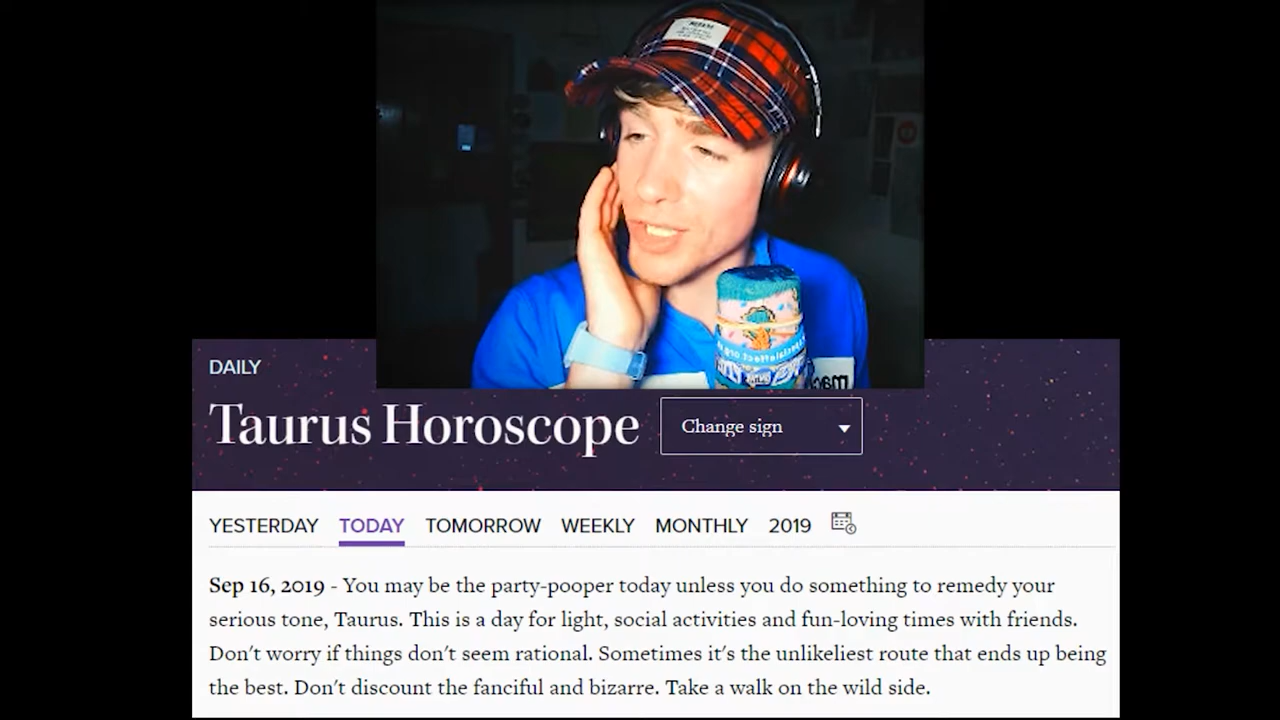 DAILY
Taurus Horoscope
Change sign
YESTERDAY TODAY TOMORROW WEEKLY MONTHLY 2019
Sep 16, 2019 - You may be the party-pooper today unless you do something to remedy your
serious tone, Taurus. This is a day for light, social activities and fun-loving times with friends.
Don't worry if things don't seem rational. Sometimes it's the unlikeliest route that ends up being
the best. Don't discount the fanciful and bizarre. Take a walk on the wild side.